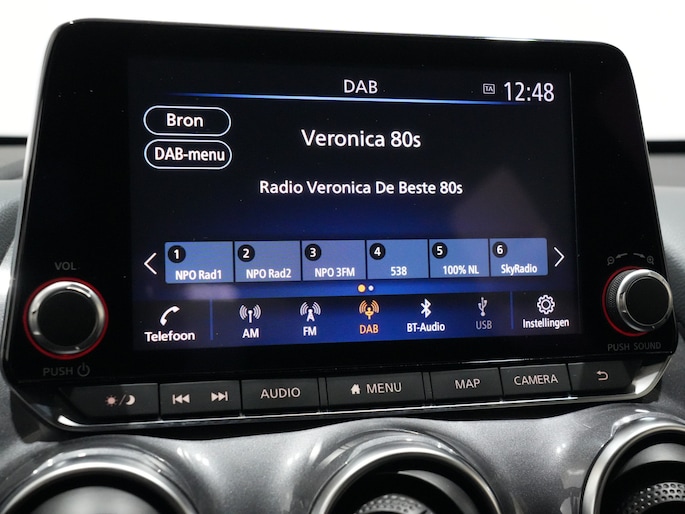 DAB
TA 12:48
Bron
DAB-menu
Veronica 80s
Radio Veronica De Beste 80s
1 2 3 4 5 6
NPO Rad1 NPO Rad2 NPO 3FM 538 100% NL SkyRadio
Telefoon AM FM DAB BT-Audio USB Instellingen
VOL
PUSH
PUSH SOUND
AUDIO MENU MAP CAMERA